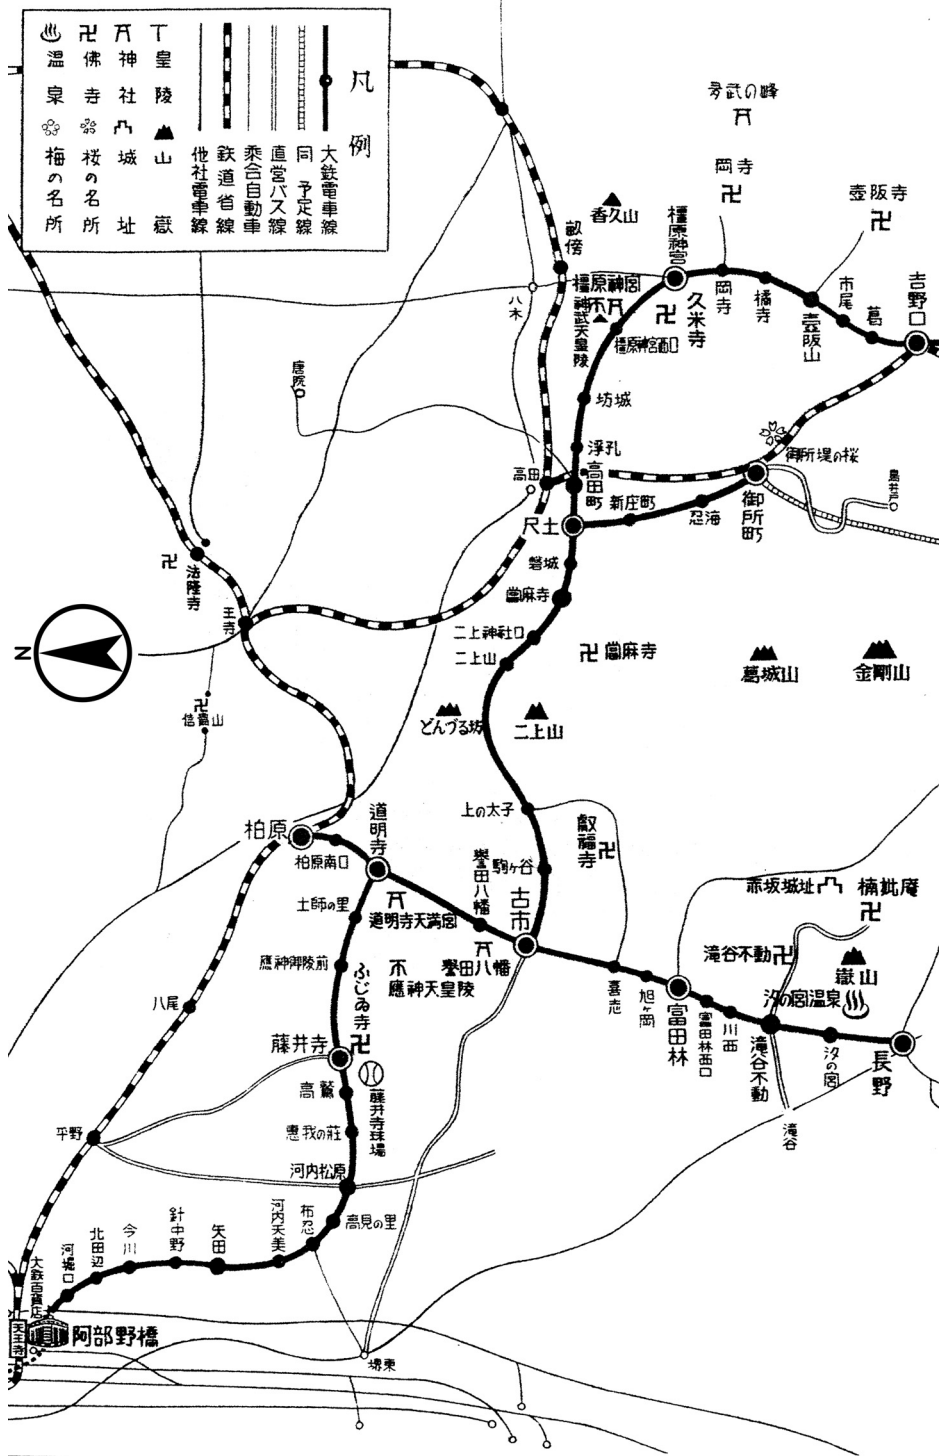 凡例
大鉄電車線
同 予定線
直営バス線
乗合自動車
鉄道省線
他社電車線
皇陵
山嶽
神社
城址
佛寺
桜の名所
温泉
梅の名所
岡寺
壺阪寺
香久山
橿原神宮
畝傍
橿原神宮
神武天皇陵
久米寺
橿原神宮西口
岡寺
橘寺
壺阪山
市尾
葛
吉野口
八木
唐院
坊城
浮孔
高田
高田町
御所堤の桜
御所町
新庄町
忍海
尺土
磐城
當麻寺
法隆寺
王寺
二上神社口
二上山
當麻寺
葛城山
金剛山
N
信貴山
どんづる坊
二上山
上の太子
叡福寺
柏原
柏原南口
道明寺
駒ヶ谷
譽田八幡
古市
赤坂城址
楠妣庵
土師の里
道明寺天満宮
應神御陵前
應神天皇陵
譽田八幡
滝谷不動
嶽山
汐の宮温泉
喜志
旭ヶ岡
富田林
富田林西口
川西
滝谷不動
汐の宮
長野
滝谷
八尾
ふじゐ寺
藤井寺
高鷲
藤井寺球場
恵我の荘
平野
河内松原
高見の里
布忍
河内天美
矢田
針中野
今川
北田辺
河堀口
大鉄百貨店
天王寺
阿部野橋
堺東